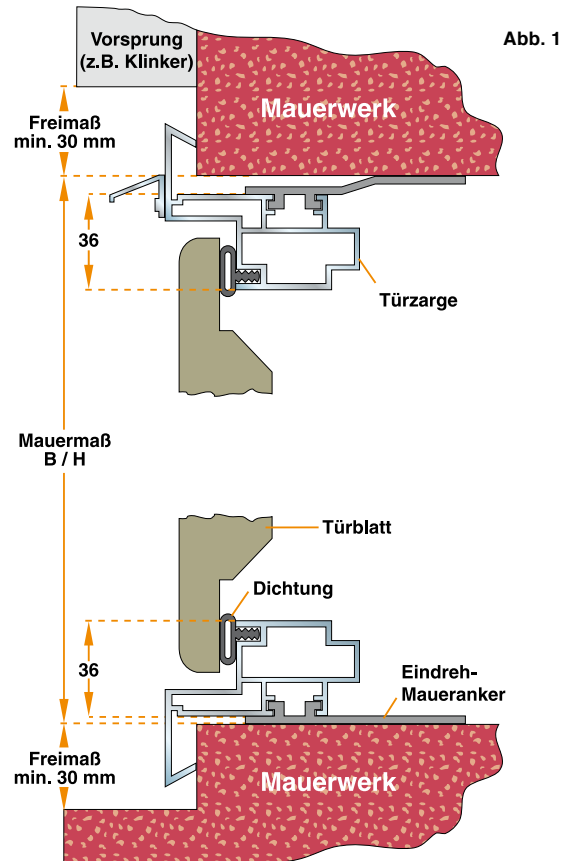 Abb. 1
Vorsprung
(z.B. Klinker)
Mauerwerk
Freimaß
min. 30 mm
36
Türzarge
Mauermaß
B / H
Türblatt
Dichtung
36
Eindreh-
Maueranker
Freimaß
min. 30 mm
Mauerwerk